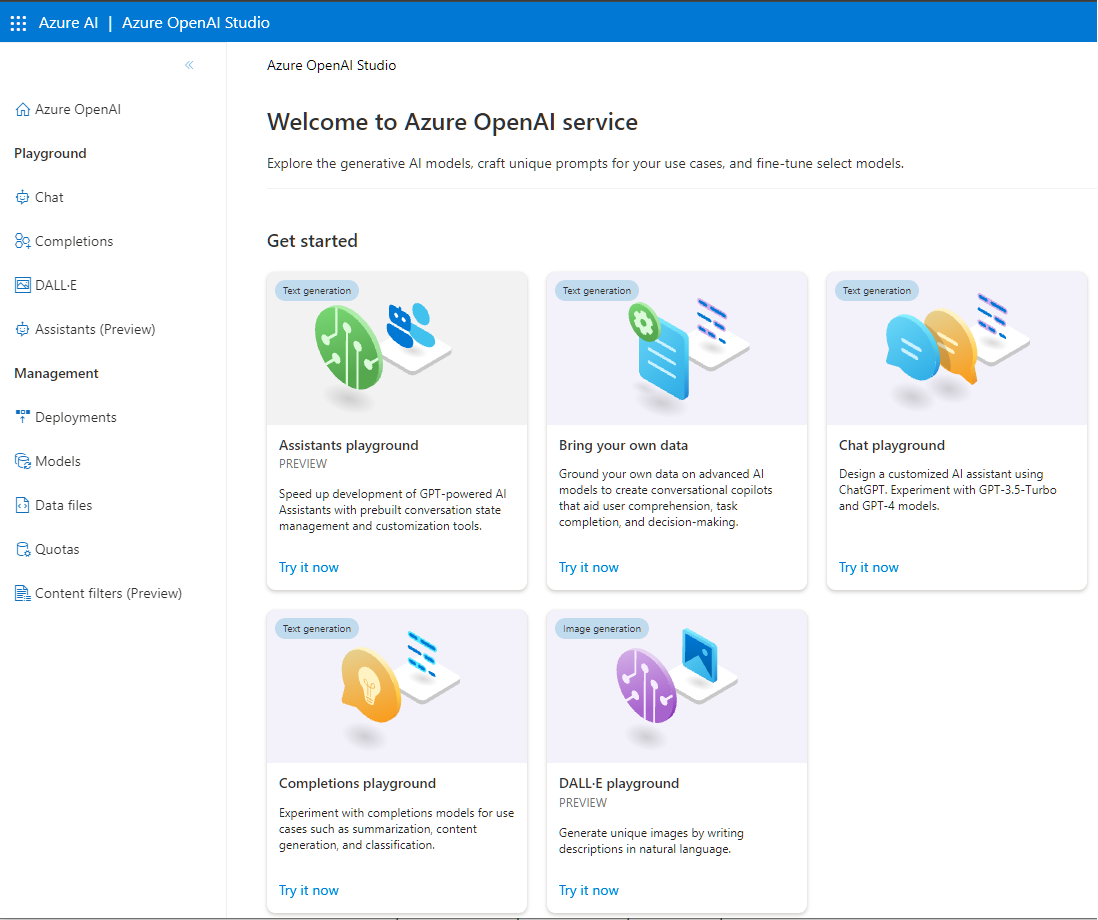 Azure AI | Azure OpenAI Studio
Azure OpenAI
Playground
Chat
Completions
DALL·E
Assistants (Preview)
Management
Deployments
Models
Data files
Quotas
Content filters (Preview)
Azure OpenAI Studio
Welcome to Azure OpenAI service
Explore the generative AI models, craft unique prompts for your use cases, and fine-tune select models.
Get started
Text generation
Assistants playground
PREVIEW
Speed up development of GPT-powered AI
Assistants with prebuilt conversation state
management and customization tools.
Try it now
Text generation
Bring your own data
Ground your own data on advanced AI
models to create conversational copilots
that aid user comprehension, task
completion, and decision-making.
Try it now
Text generation
Chat playground
Design a customized AI assistant using
ChatGPT. Experiment with GPT-3.5-Turbo
and GPT-4 models.
Try it now
Text generation
Completions playground
Experiment with completions models for use
cases such as summarization, content
generation, and classification.
Try it now
Image generation
DALL·E playground
PREVIEW
Generate unique images by writing
descriptions in natural language.
Try it now